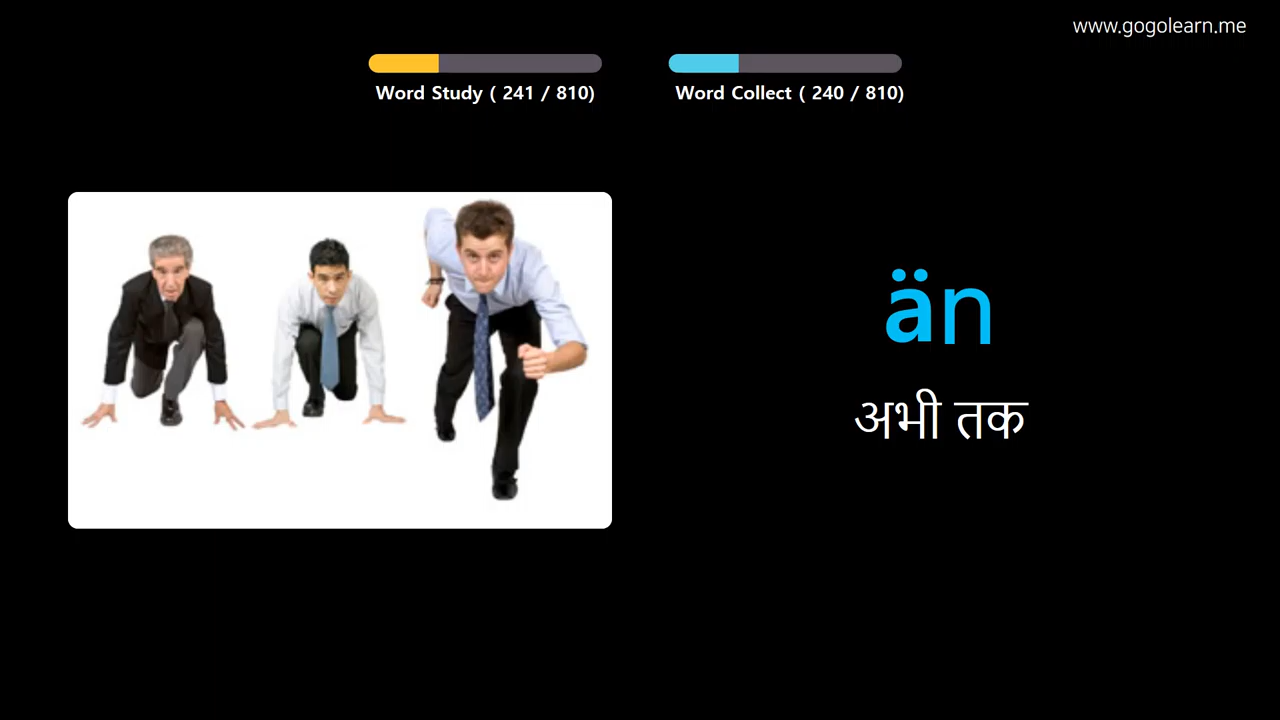 www.gogolearn.me
Word Study ( 241 / 810)
Word Collect ( 240 / 810)
än
अभी तक